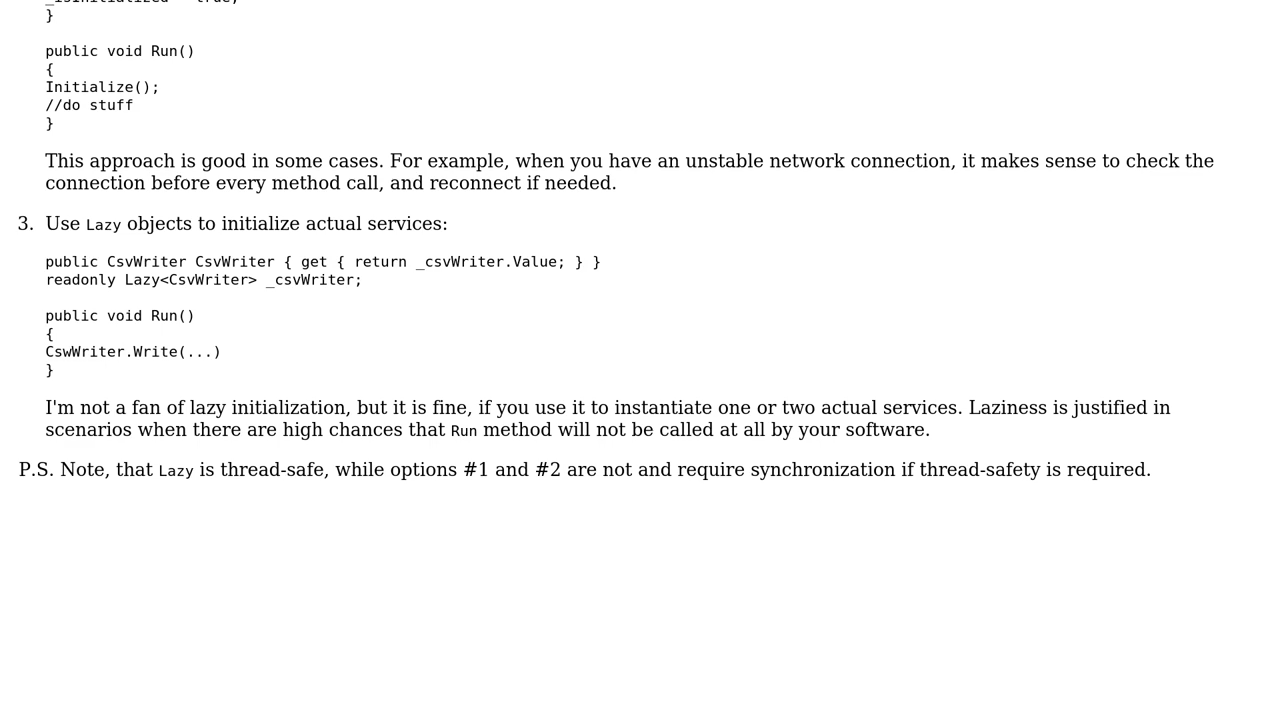 }
public void Run()
{
Initialize();
//do stuff
}
This approach is good in some cases. For example, when you have an unstable network connection, it makes sense to check the
connection before every method call, and reconnect if needed.
3. Use Lazy objects to initialize actual services:
public CsvWriter CsvWriter { get { return _csvWriter.Value; } }
readonly Lazy<CsvWriter> _csvWriter;
public void Run()
{
CswWriter.Write(...)
}
I'm not a fan of lazy initialization, but it is fine, if you use it to instantiate one or two actual services. Laziness is justified in
scenarios when there are high chances that Run method will not be called at all by your software.
P.S. Note, that Lazy is thread-safe, while options #1 and #2 are not and require synchronization if thread-safety is required.